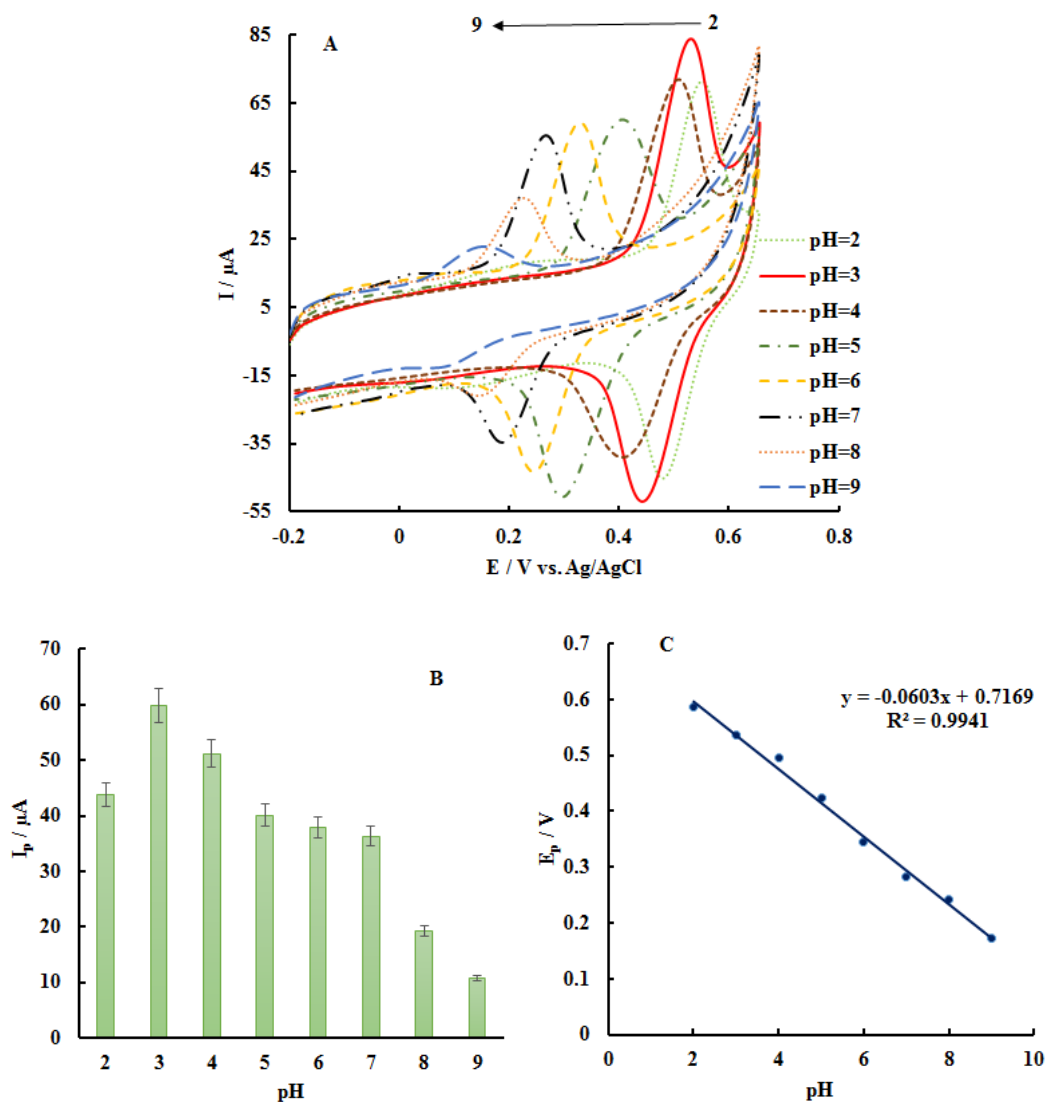 9 2
A
85
65
45
25
5
-15
-35
-55
I / μA
-0.2 0 0.2 0.4 0.6 0.8
E / V vs. Ag/AgCl
pH=2
pH=3
pH=4
pH=5
pH=6
pH=7
pH=8
pH=9
B
70
60
50
40
30
20
10
0
Ip / μA
2 3 4 5 6 7 8 9
pH
C
0.7
0.6
0.5
0.4
0.3
0.2
0.1
0
Ep / V
y = -0.0603x + 0.7169
R² = 0.9941
0 2 4 6 8 10
pH